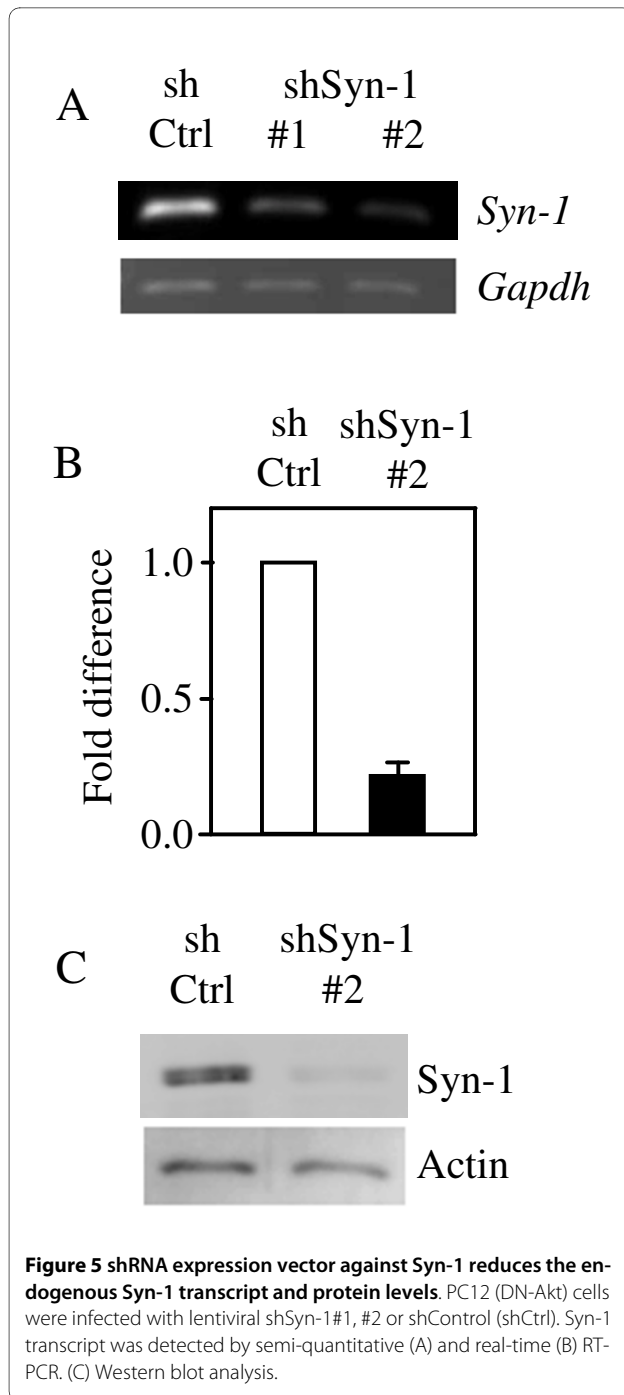 A
sh shSyn-1
Ctrl #1 #2
Syn-1
Gapdh
B
sh shSyn-1
Ctrl #2
Fold difference
1.0
0.5
0.0
C
sh shSyn-1
Ctrl #2
Syn-1
Actin
Figure 5 shRNA expression vector against Syn-1 reduces the en-
dogenous Syn-1 transcript and protein levels. PC12 (DN-Akt) cells
were infected with lentiviral shSyn-1#1, #2 or shControl (shCtrl). Syn-1
transcript was detected by semi-quantitative (A) and real-time (B) RT-
PCR. (C) Western blot analysis.